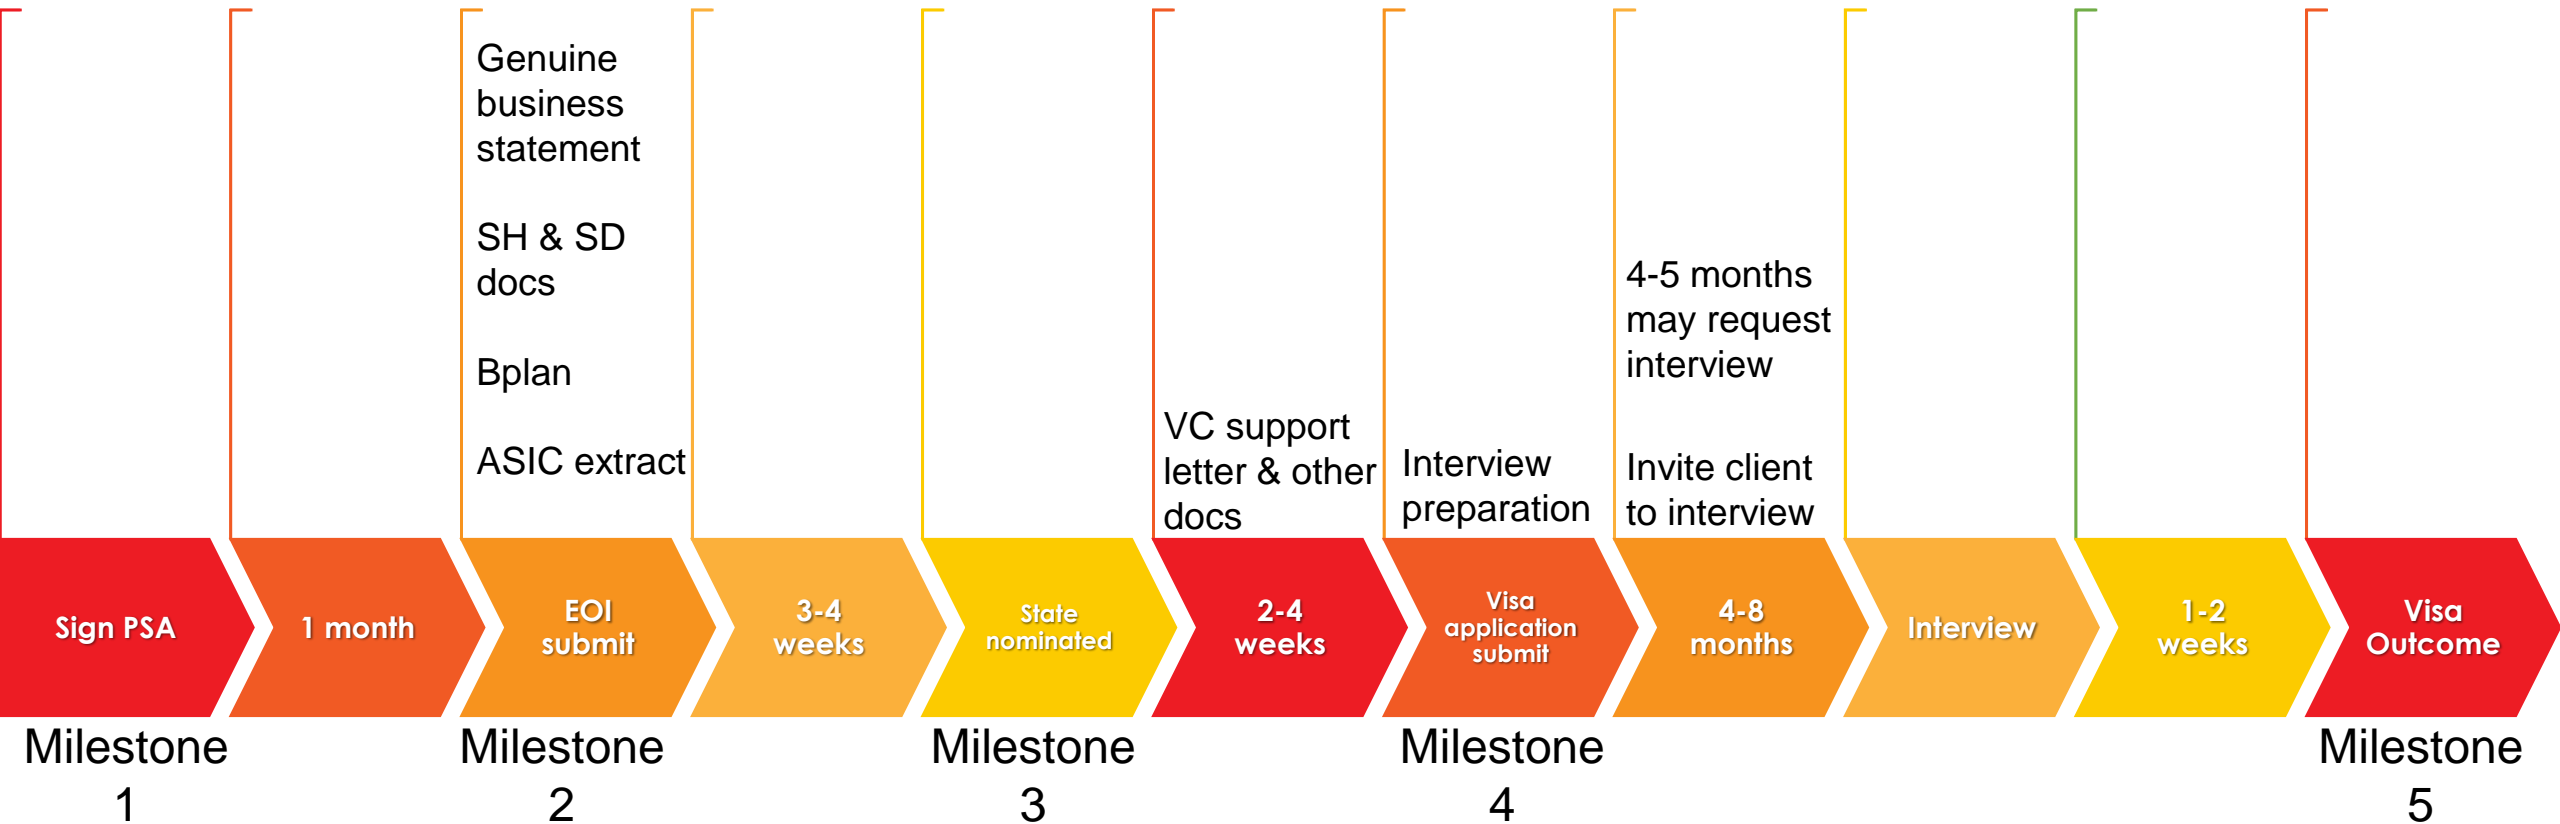 Genuine
business
statement
SH & SD
docs
Bplan
ASIC extract
VC support
letter & other
docs
Interview
preparation
4-5 months
may request
interview
Invite client
to interview
Sign PSA
1 month
EOI
submit
3-4
weeks
State
nominated
2-4
weeks
Visa
application
submit
4-8
months
Interview
1-2
weeks
Visa
Outcome
Milestone
1
Milestone
2
Milestone
3
Milestone
4
Milestone
5